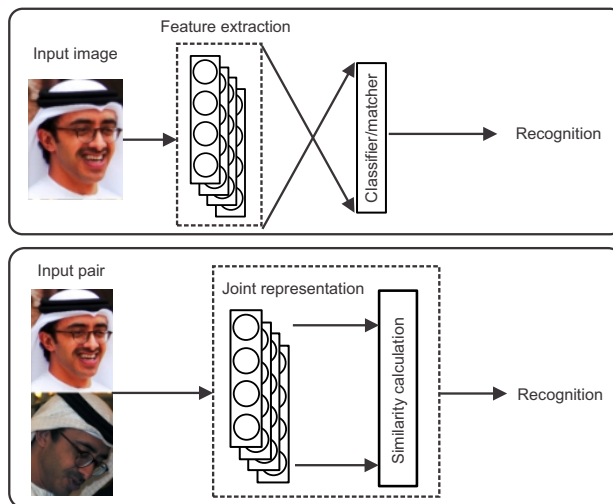 Feature extraction
Input image
Classifier/matcher
Recognition
Input pair
Joint representation
Similarity calculation
Recognition